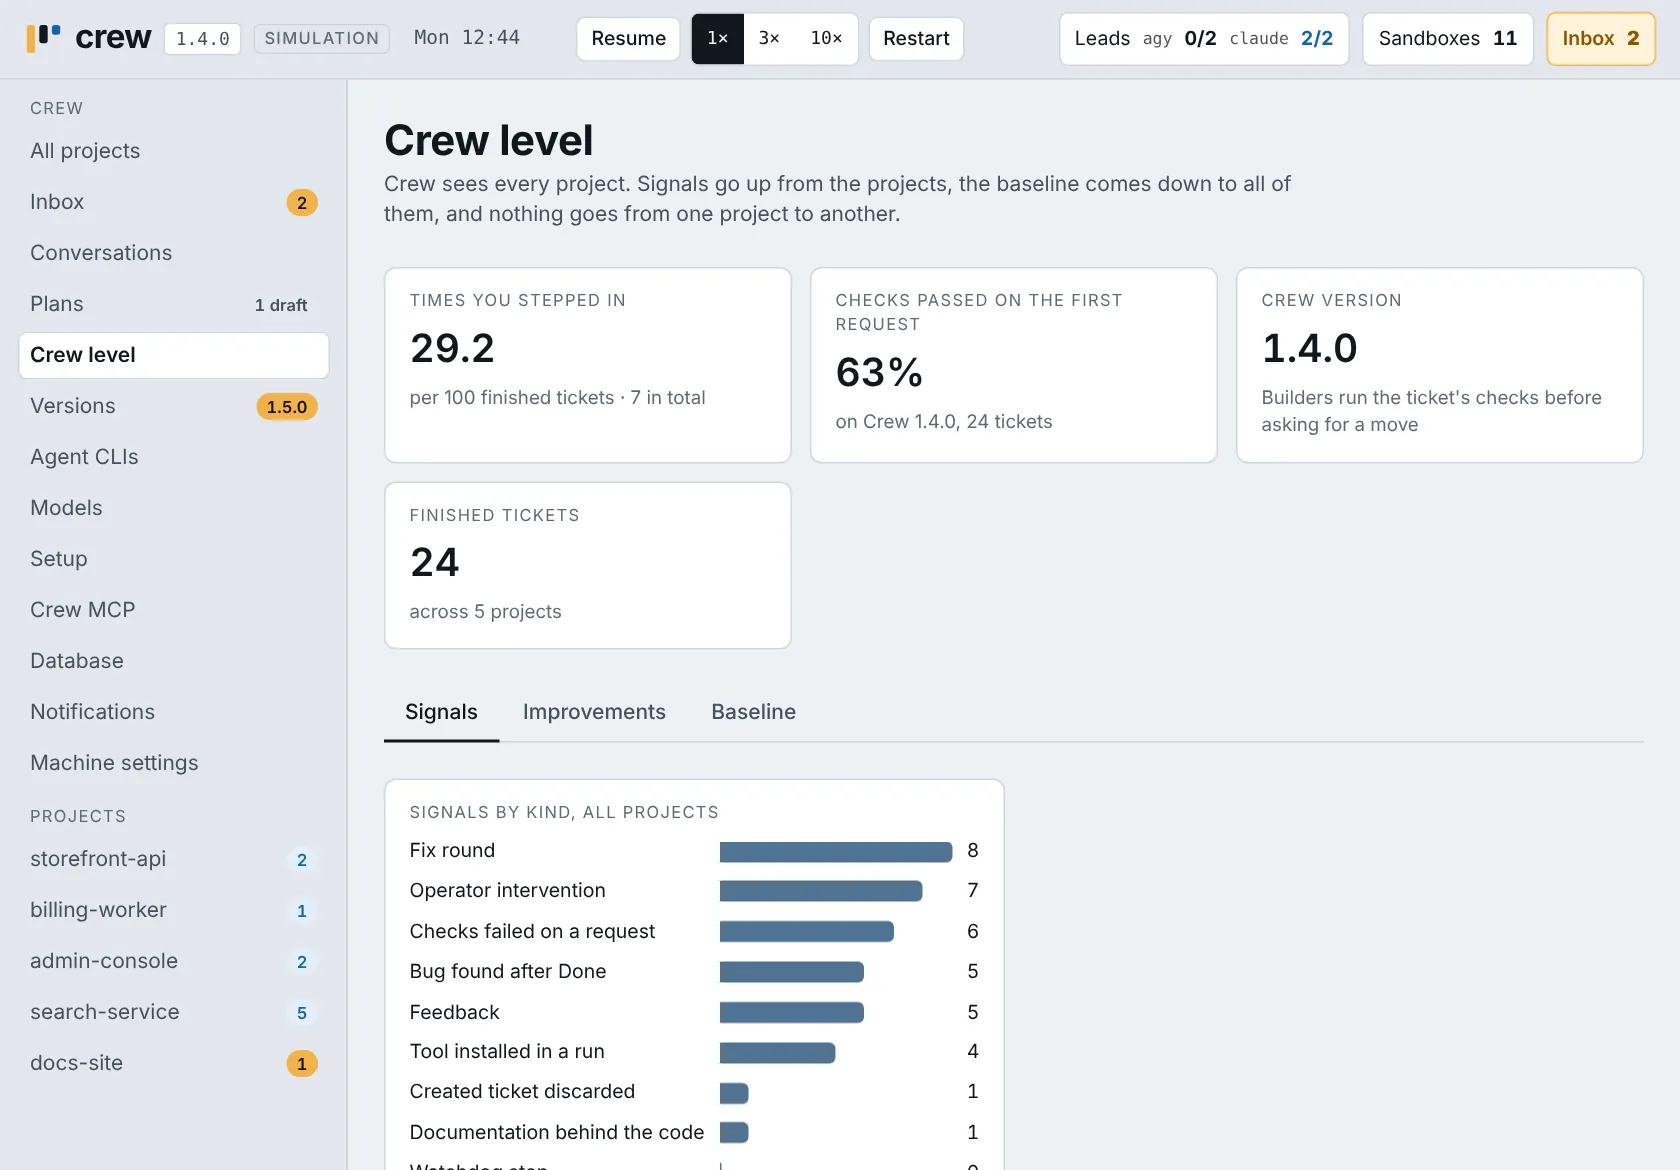 crew 1.4.0 SIMULATION Mon 12:44 Resume 1× 3× 10× Restart Leads agy 0/2 claude 2/2 Sandboxes 11 Inbox 2
CREW
All projects
Inbox 2
Conversations
Plans 1 draft
Crew level
Versions 1.5.0
Agent CLIs
Models
Setup
Crew MCP
Database
Notifications
Machine settings
PROJECTS
storefront-api 2
billing-worker 1
admin-console 2
search-service 5
docs-site 1
Crew level
Crew sees every project. Signals go up from the projects, the baseline comes down to all of
them, and nothing goes from one project to another.
TIMES YOU STEPPED IN
29.2
per 100 finished tickets · 7 in total
CHECKS PASSED ON THE FIRST
REQUEST
63%
on Crew 1.4.0, 24 tickets
CREW VERSION
1.4.0
Builders run the ticket's checks before
asking for a move
FINISHED TICKETS
24
across 5 projects
Signals Improvements Baseline
SIGNALS BY KIND, ALL PROJECTS
Fix round 8
Operator intervention 7
Checks failed on a request 6
Bug found after Done 5
Feedback 5
Tool installed in a run 4
Created ticket discarded 1
Documentation behind the code 1
Watchdog stop 0